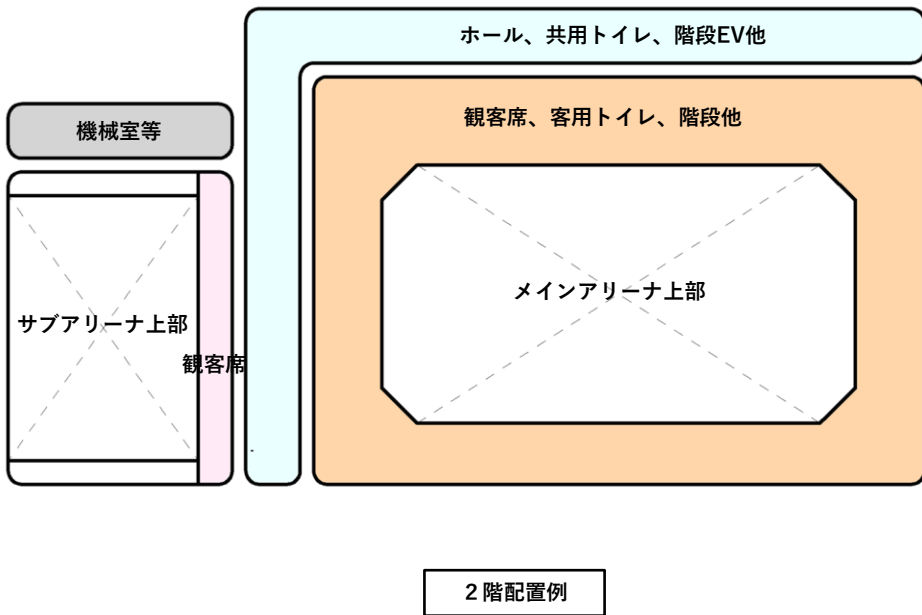 ホール、共用トイレ、階段EV他
観客席、客用トイレ、階段他
機械室等
メインアリーナ上部
サブアリーナ上部
観客席
２階配置例